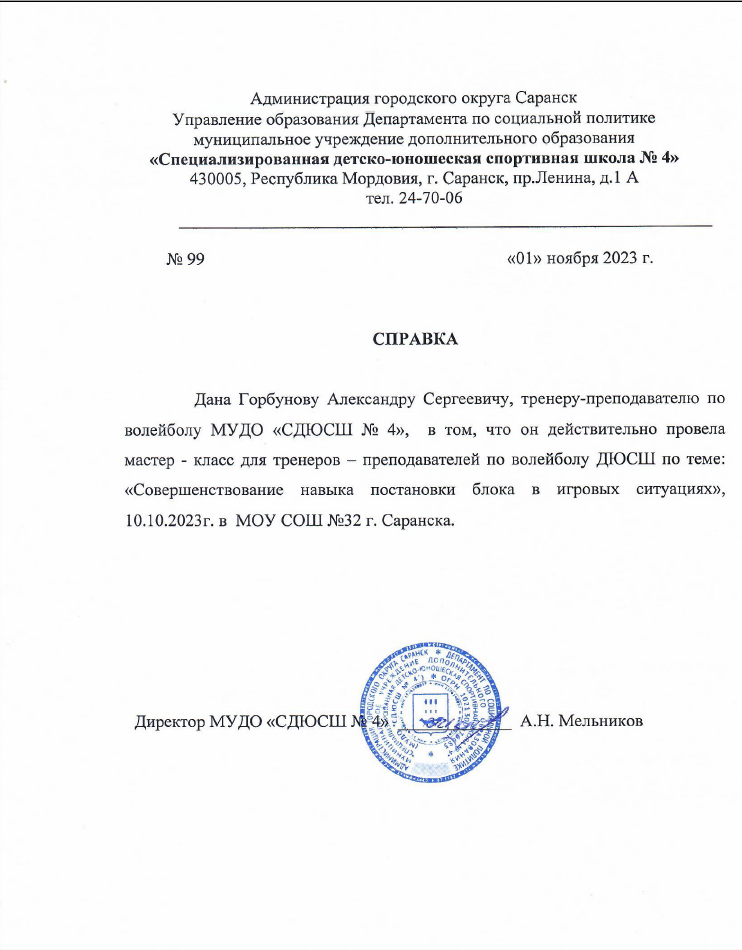 Администрация городского округа Саранск
Управление образования Департамента по социальной политике
муниципальное учреждение дополнительного образования
«Специализированная детско-юношеская спортивная школа № 4»
430005, Республика Мордовия, г. Саранск, пр.Ленина, д.1 А
тел. 24-70-06
№ 99 «01» ноября 2023 г.
СПРАВКА
Дана Горбунову Александру Сергеевичу, тренеру-преподавателю по
волейболу МУДО «СДЮСШ № 4», в том, что он действительно провела
мастер - класс для тренеров – преподавателей по волейболу ДЮСШ по теме:
«Совершенствование навыка постановки блока в игровых ситуациях»,
10.10.2023г. в МОУ СОШ №32 г. Саранска.
Директор МУДО «СДЮСШ № 4» А.Н. Мельников